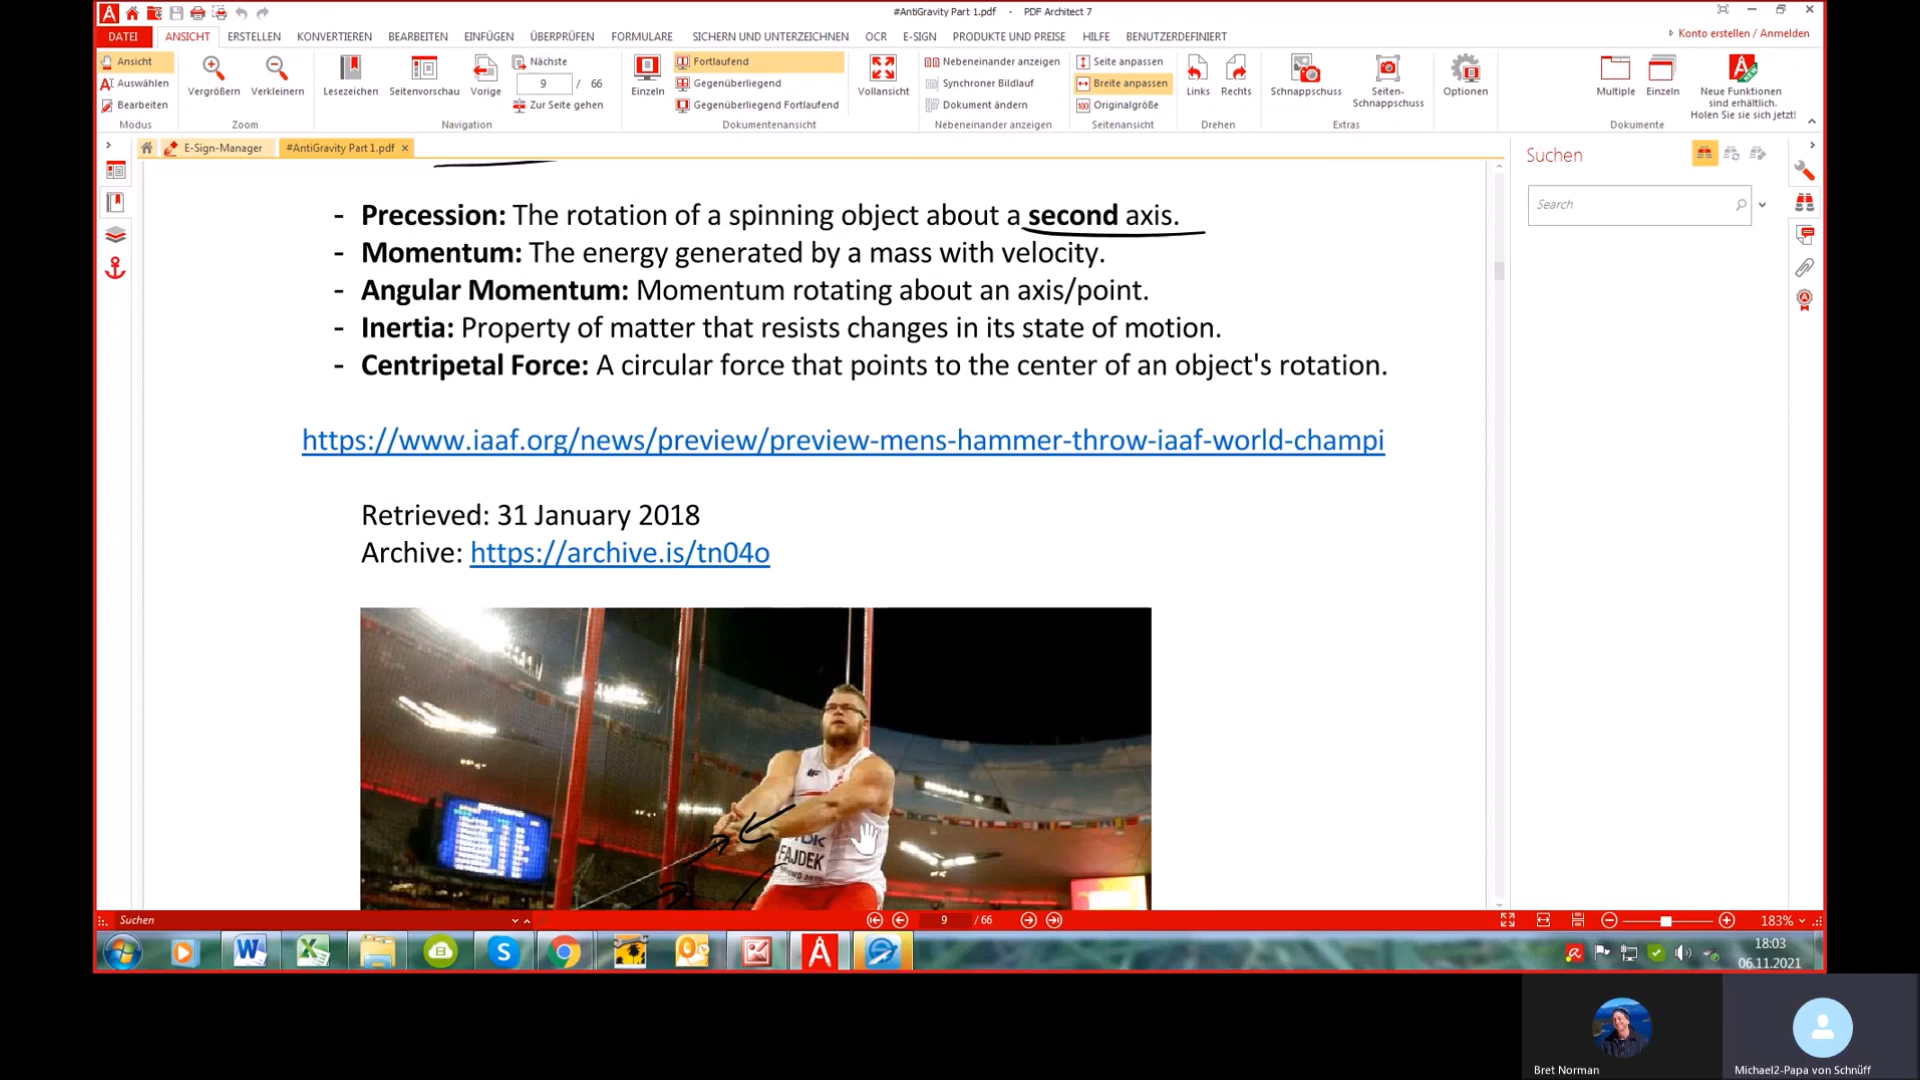 #AntiGravity Part 1.pdf - PDF Architect 7
DATEI ANSICHT ERSTELLEN KONVERTIEREN BEARBEITEN EINFÜGEN ÜBERPRÜFEN FORMULARE SICHERN UND UNTERZEICHNEN OCR E-SIGN PRODUKTE UND PREISE HILFE BENUTZERDEFINIERT Konto erstellen / Anmelden
Ansicht
Auswählen
Bearbeiten
Modus
Vergrößern Verkleinern
Zoom
Lesezeichen Seitenvorschau Vorige
Nächste
9 / 66
Zur Seite gehen
Navigation
Einzeln
Fortlaufend
Gegenüberliegend
Gegenüberliegend Fortlaufend
Dokumentenansicht
Vollansicht
Nebeneinander anzeigen
Synchroner Bildlauf
Dokument ändern
Nebeneinander anzeigen
Seite anpassen
Breite anpassen
100 Originalgröße
Seitenansicht
Links Rechts
Drehen
Schnappschuss Seiten-
Schnappschuss
Extras
Optionen
Multiple Einzeln
Dokumente
Neue Funktionen
sind erhältlich.
Holen Sie sie sich jetzt!
E-Sign-Manager #AntiGravity Part 1.pdf ×
Suchen
Search
- Precession: The rotation of a spinning object about a second axis.
- Momentum: The energy generated by a mass with velocity.
- Angular Momentum: Momentum rotating about an axis/point.
- Inertia: Property of matter that resists changes in its state of motion.
- Centripetal Force: A circular force that points to the center of an object's rotation.
https://www.iaaf.org/news/preview/preview-mens-hammer-throw-iaaf-world-champi
Retrieved: 31 January 2018
Archive: https://archive.is/tn04o
FAJDEK
Suchen
9 / 66
183%
18:03
06.11.2021
Bret Norman
Michael2-Papa von Schnüff